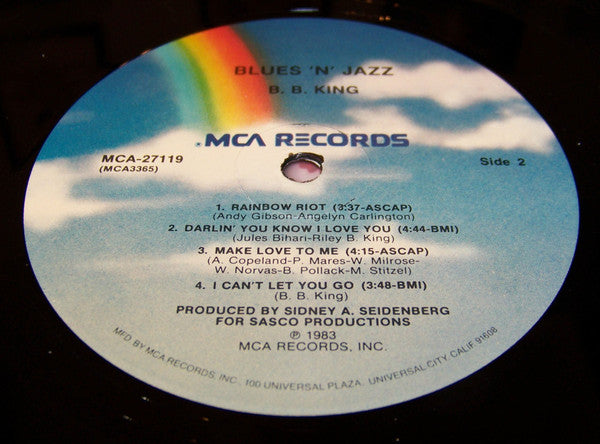 BLUES 'N' JAZZ
B. B. KING
MCA RECORDS
MCA-27119
(MCA3365)
Side 2
1. RAINBOW RIOT (3:37-ASCAP)
(Andy Gibson-Angelyn Carlington)
2. DARLIN' YOU KNOW I LOVE YOU (4:44-BMI)
(Jules Bihari-Riley B. King)
3. MAKE LOVE TO ME (4:15-ASCAP)
(A. Copeland-P. Mares-W. Milrose-
W. Norvas-B. Pollack-M. Stitzel)
4. I CAN'T LET YOU GO (3:48-BMI)
(B. B. King)
PRODUCED BY SIDNEY A. SEIDENBERG
FOR SASCO PRODUCTIONS
℗ 1983
MCA RECORDS, INC.
MFD BY MCA RECORDS, INC., 100 UNIVERSAL PLAZA, UNIVERSAL CITY, CALIF. 91608